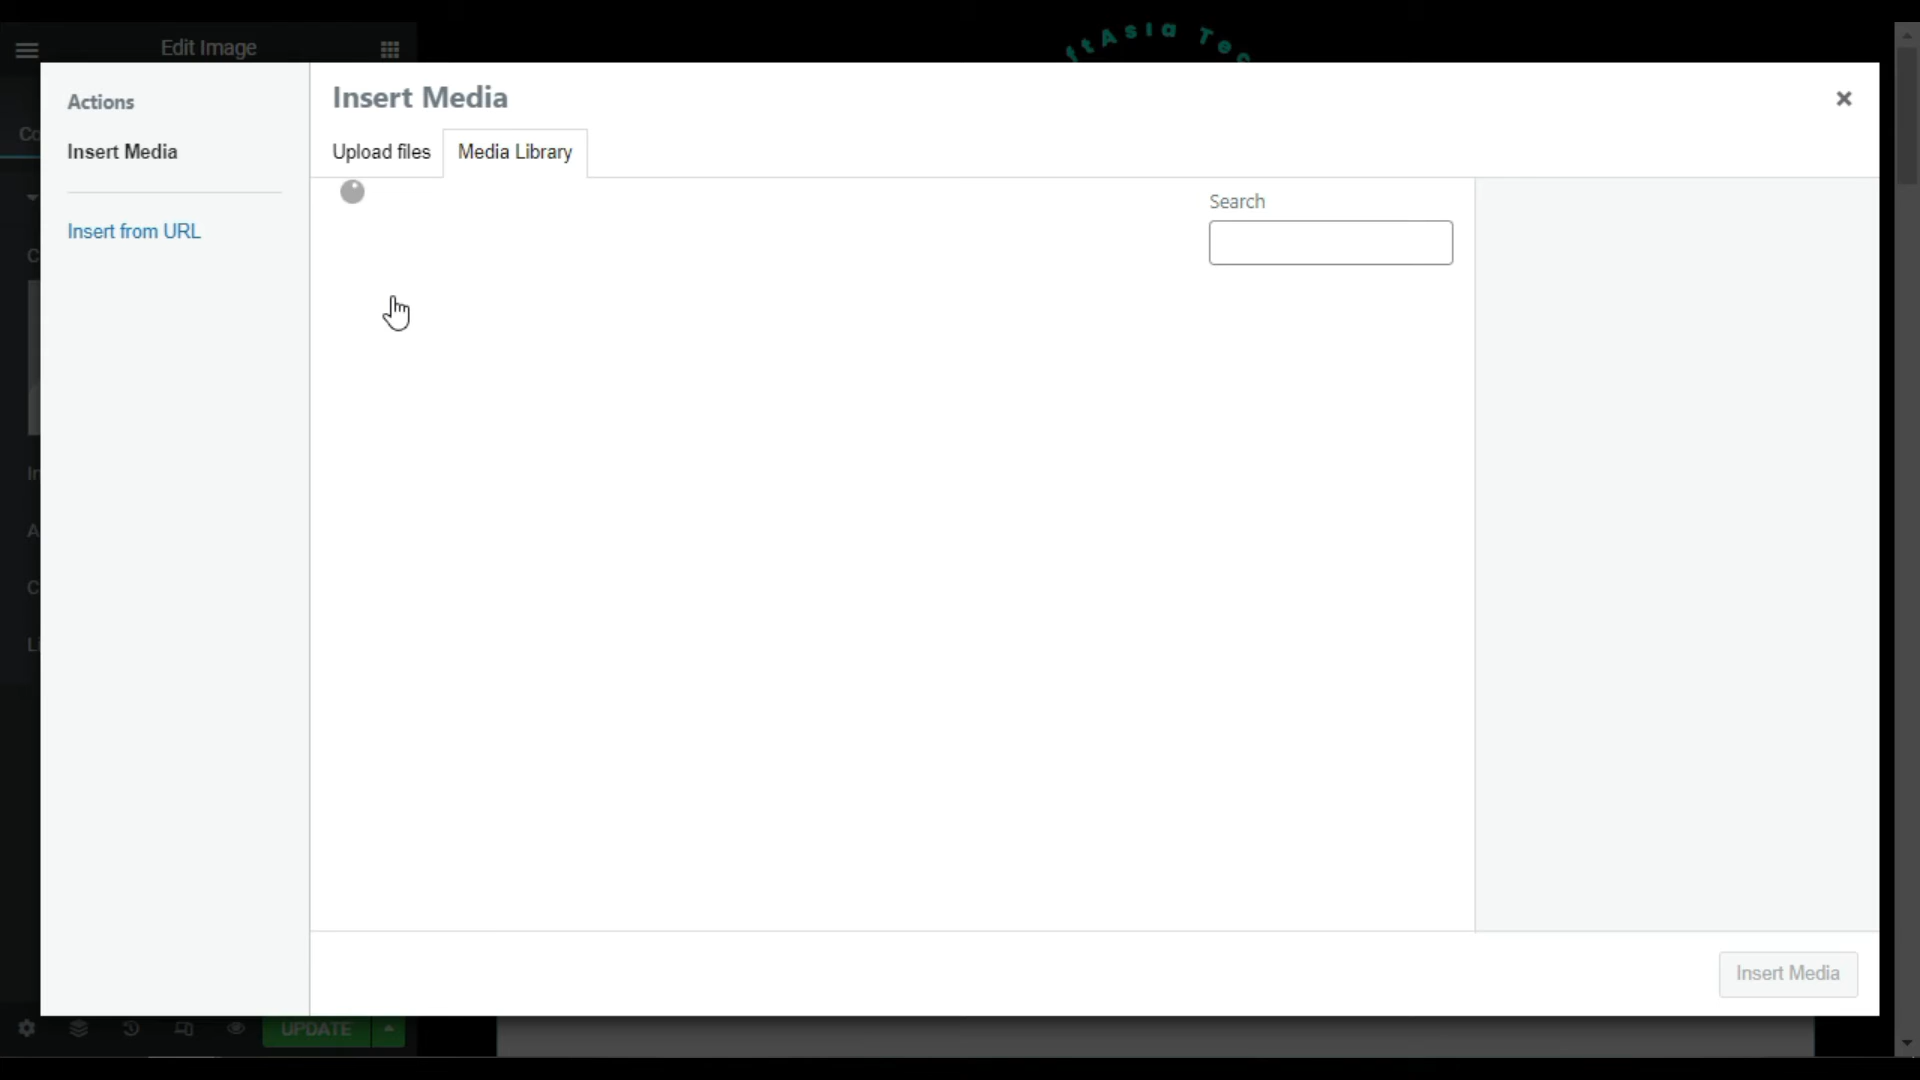 Edit Image
Actions
Insert Media
Insert from URL
Insert Media
Upload files
Media Library
Search
Insert Media
UPDATE